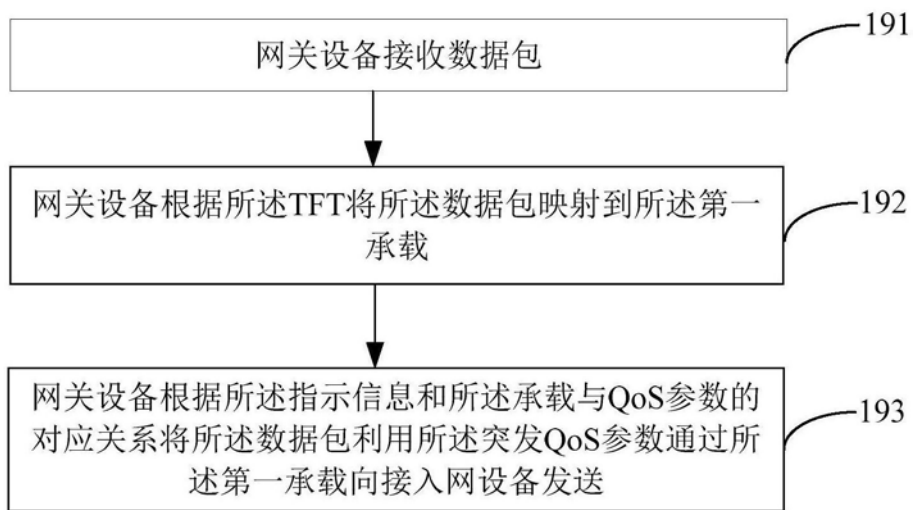 191
网关设备接收数据包
网关设备根据所述TFT将所述数据包映射到所述第一
承载
192
网关设备根据所述指示信息和所述承载与QoS参数的
对应关系将所述数据包利用所述突发QoS参数通过所
述第一承载向接入网设备发送
193